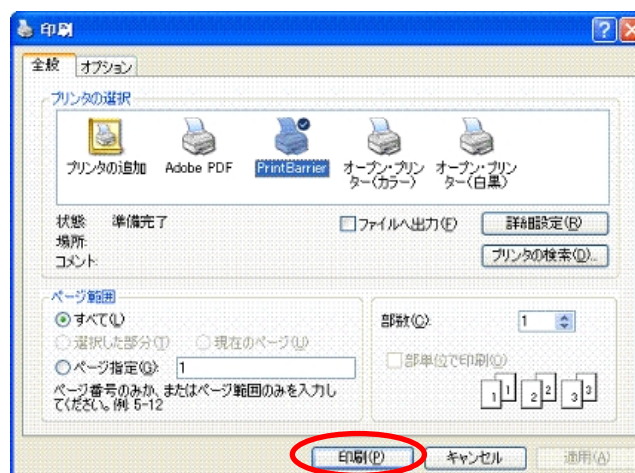 印刷
全般 オプション
プリンタの選択
プリンタの追加 Adobe PDF PrintBarrier オープン・プリンター(カラー) オープン・プリンター(白黒)
状態: 準備完了
場所:
コメント:
ファイルへ出力(F) 詳細設定(R)
プリンタの検索(D)...
ページ範囲
すべて(L)
選択した部分(T) 現在のページ(U)
ページ指定(G): 1
ページ番号のみか、またはページ範囲のみを入力し
てください。例: 5-12
部数(C): 1
部単位で印刷(O)
1 1 2 2 3 3
印刷(P) キャンセル 適用(A)